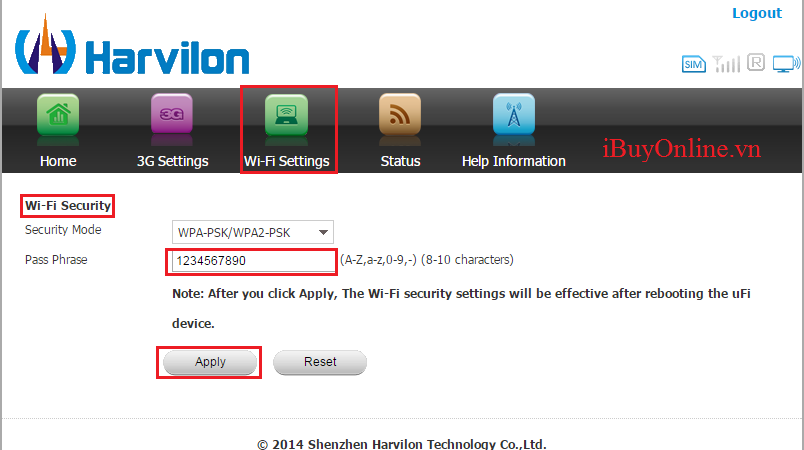 Logout
Harvilon
SIM R
3G
Home 3G Settings Wi-Fi Settings Status Help Information
iBuyOnline.vn
Wi-Fi Security
Security Mode WPA-PSK/WPA2-PSK
Pass Phrase 1234567890 (A-Z,a-z,0-9,-) (8-10 characters)
Note: After you click Apply, The Wi-Fi security settings will be effective after rebooting the uFi
device.
Apply Reset
© 2014 Shenzhen Harvilon Technology Co.,Ltd.